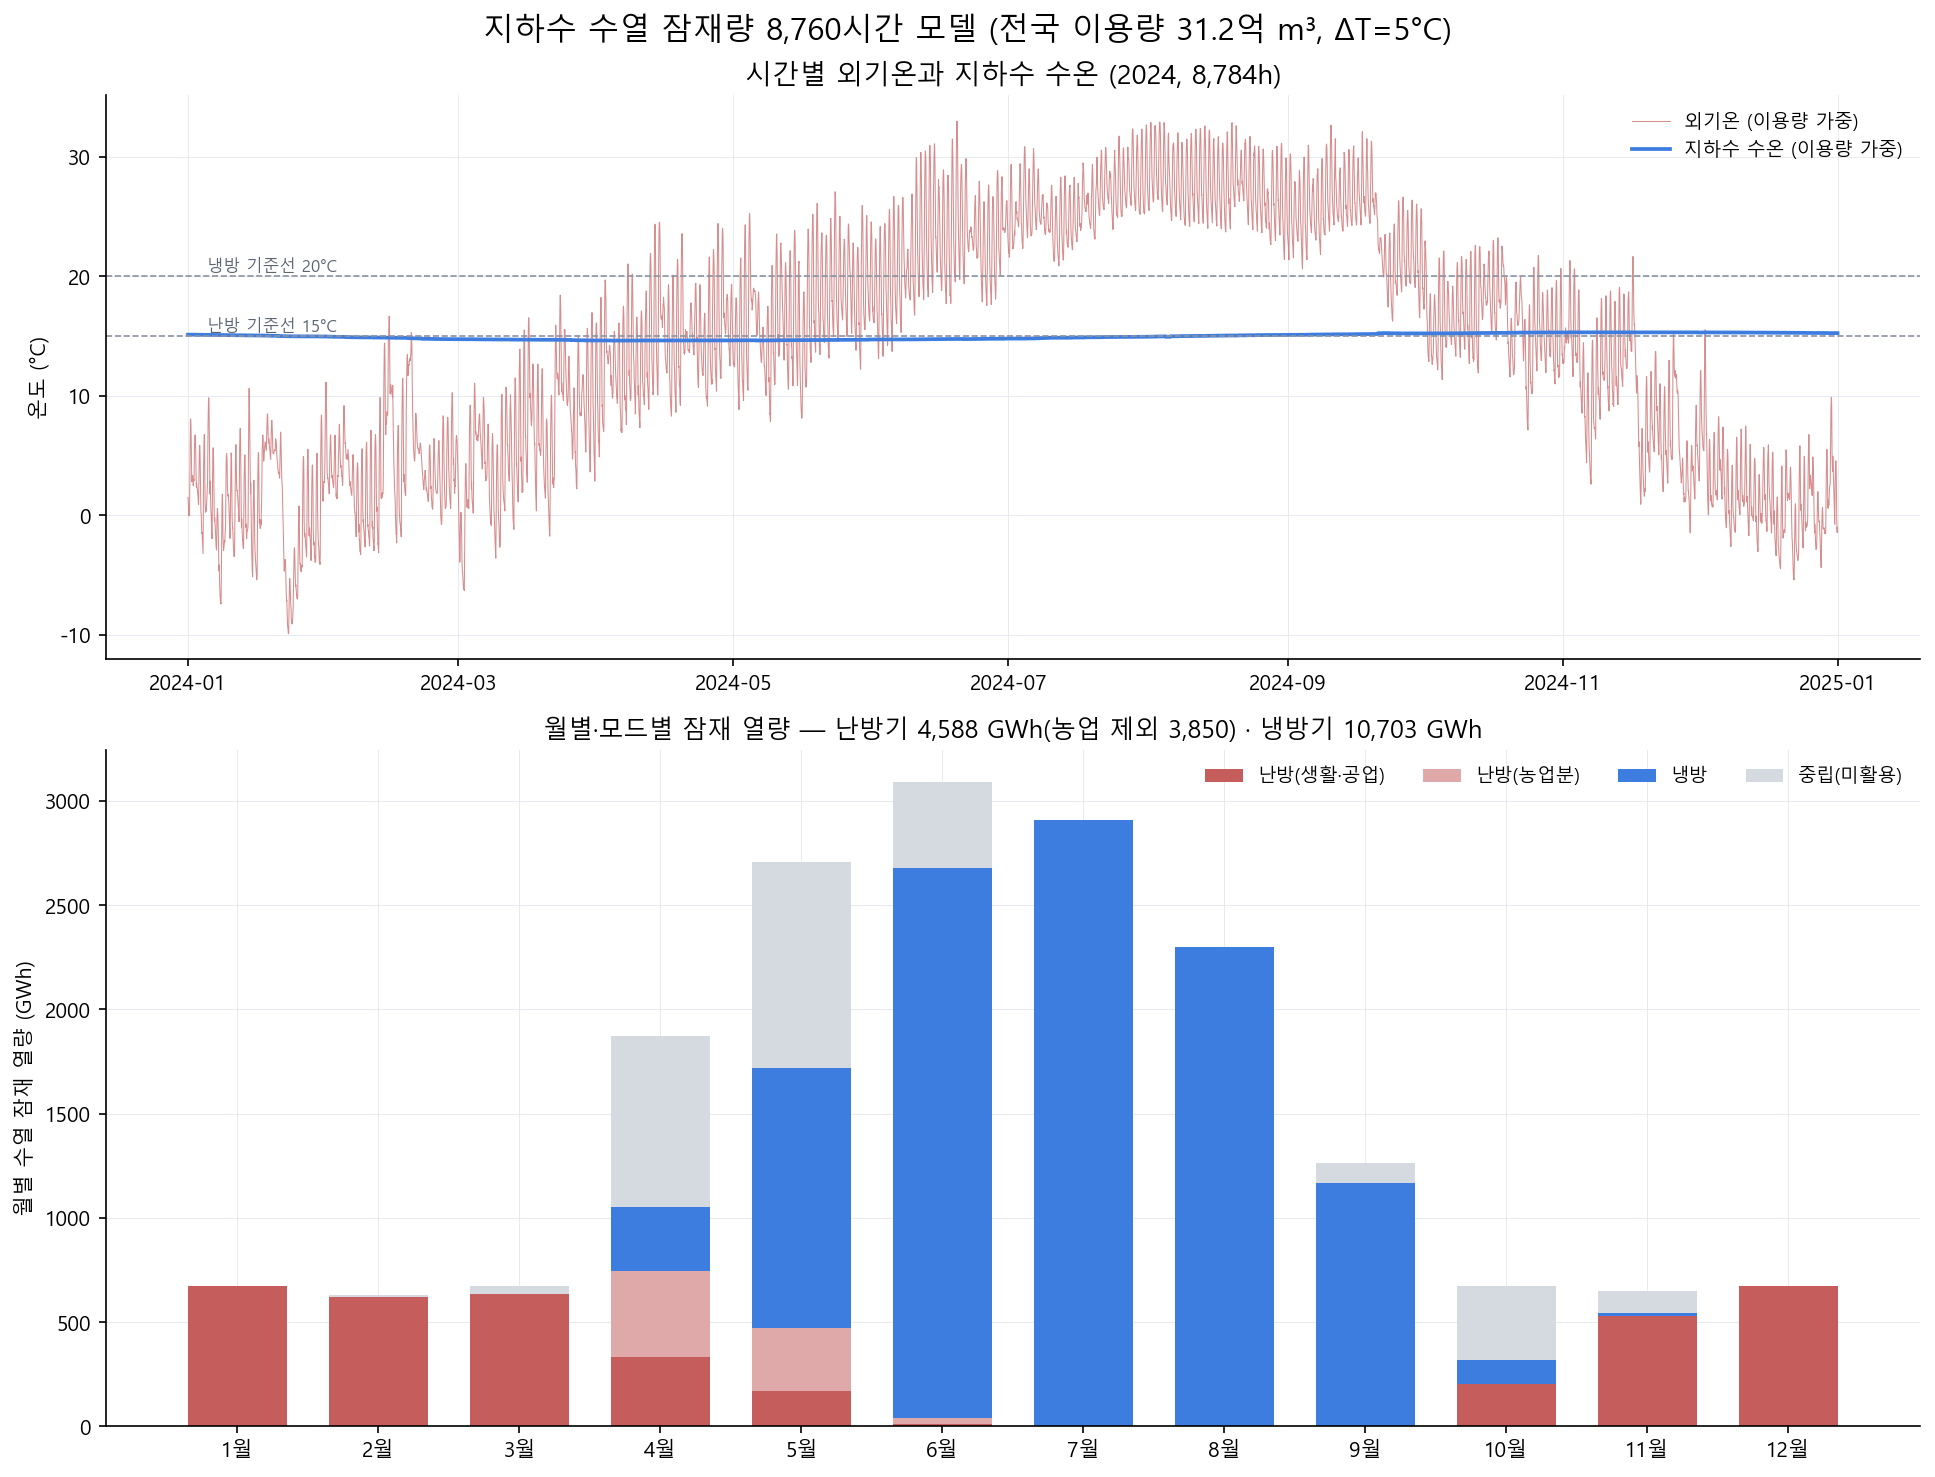 지하수 수열 잠재량 8,760시간 모델 (전국 이용량 31.2억 m³, ΔT=5°C)
시간별 외기온과 지하수 수온 (2024, 8,784h)
외기온 (이용량 가중)
지하수 수온 (이용량 가중)
냉방 기준선 20°C
난방 기준선 15°C
온도 (°C)
30
20
10
0
-10
2024-01 2024-03 2024-05 2024-07 2024-09 2024-11 2025-01
월별·모드별 잠재 열량 — 난방기 4,588 GWh(농업 제외 3,850) · 냉방기 10,703 GWh
난방(생활·공업) 난방(농업분) 냉방 중립(미활용)
월별 수열 잠재 열량 (GWh)
3000
2500
2000
1500
1000
500
0
1월 2월 3월 4월 5월 6월 7월 8월 9월 10월 11월 12월